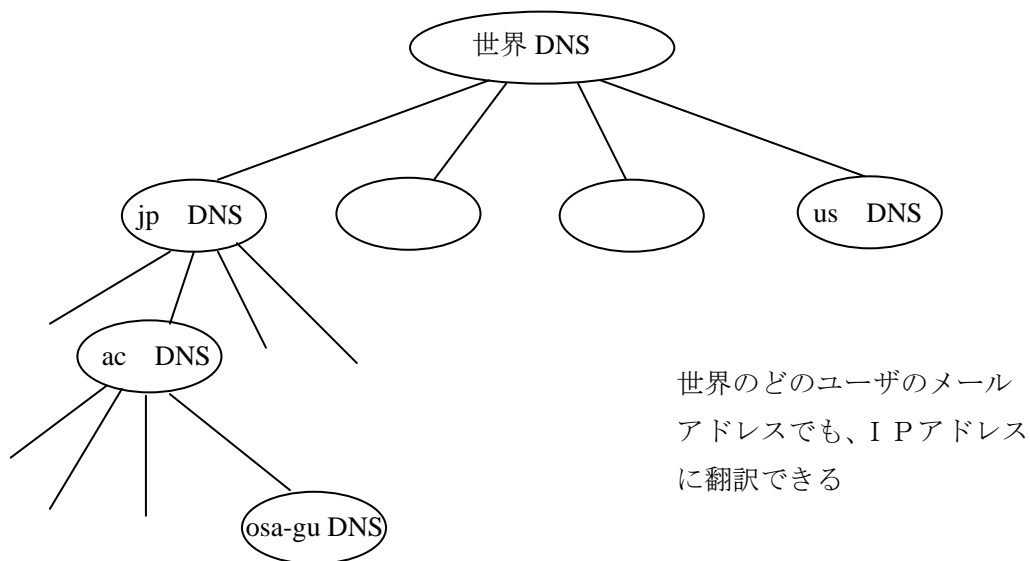 世界 DNS
jp DNS
us DNS
ac DNS
世界のどのユーザのメール
アドレスでも、ＩＰアドレス
に翻訳できる
osa-gu DNS